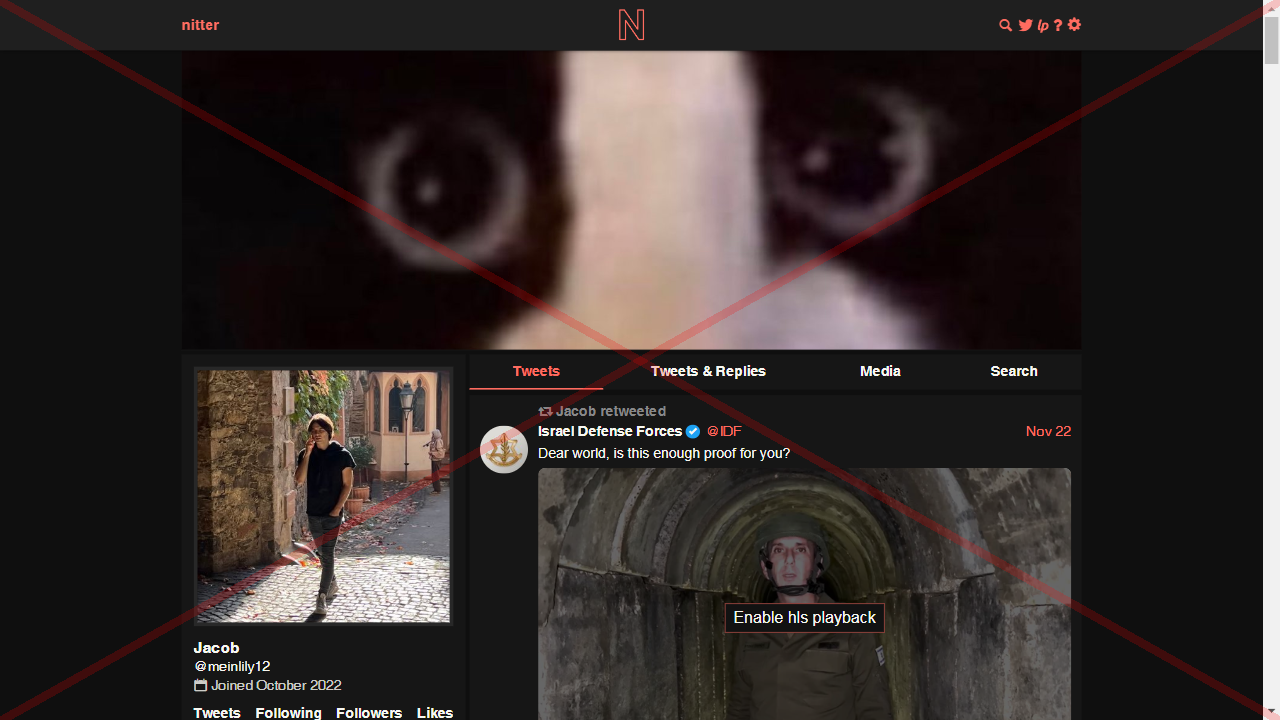 nitter
N
lp ?
Tweets Tweets & Replies Media Search
Jacob retweeted
Israel Defense Forces @IDF Nov 22
Dear world, is this enough proof for you?
Enable hls playback
Jacob
@meinlily12
Joined October 2022
Tweets Following Followers Likes